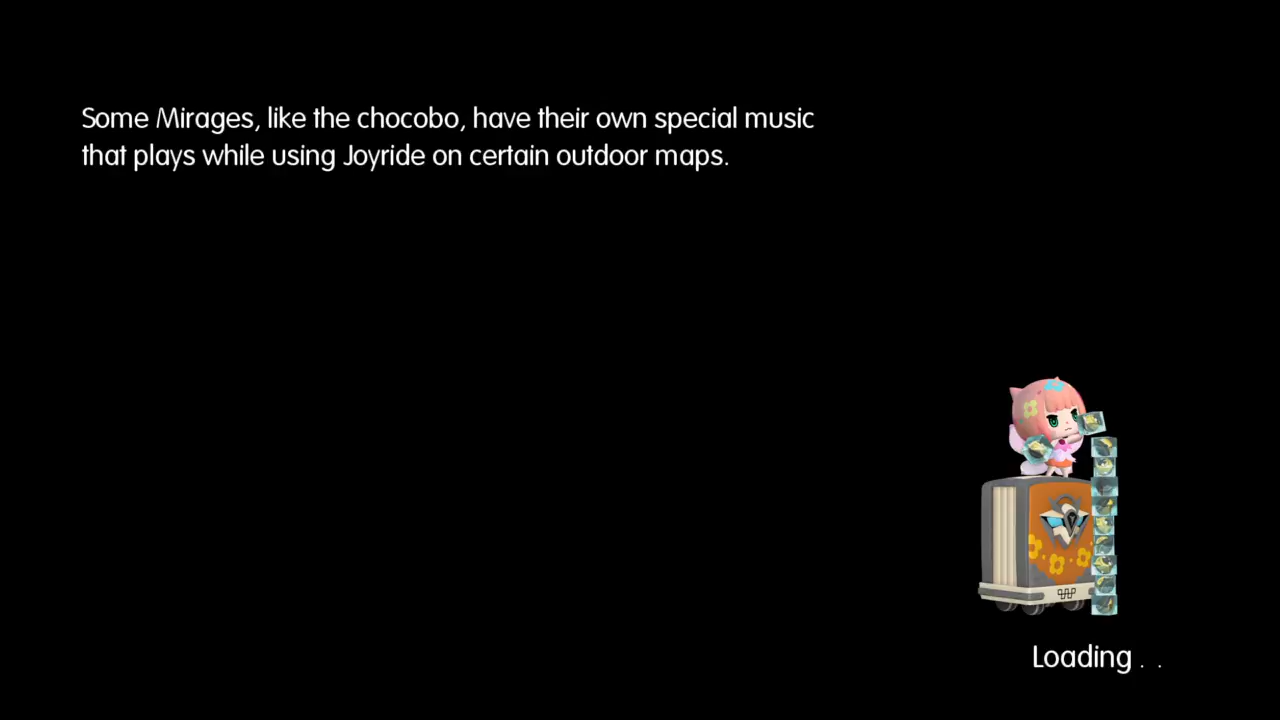 Some Mirages, like the chocobo, have their own special music
that plays while using Joyride on certain outdoor maps.
Loading . .